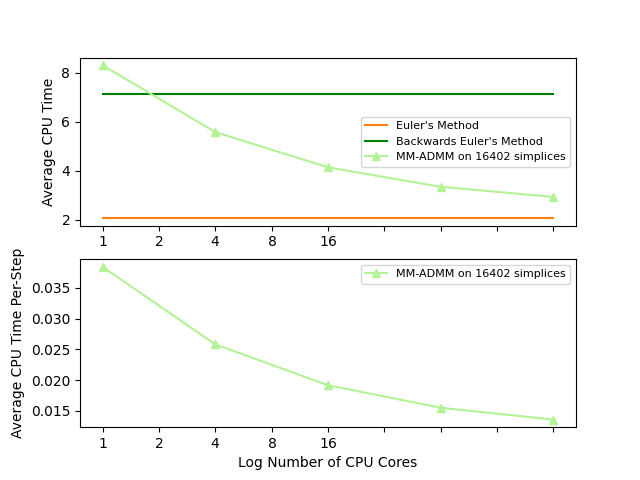 Average CPU Time
8
6
4
2
Euler's Method
Backwards Euler's Method
MM-ADMM on 16402 simplices
1 2 4 8 16
Average CPU Time Per-Step
0.035
0.030
0.025
0.020
0.015
MM-ADMM on 16402 simplices
1 2 4 8 16
Log Number of CPU Cores